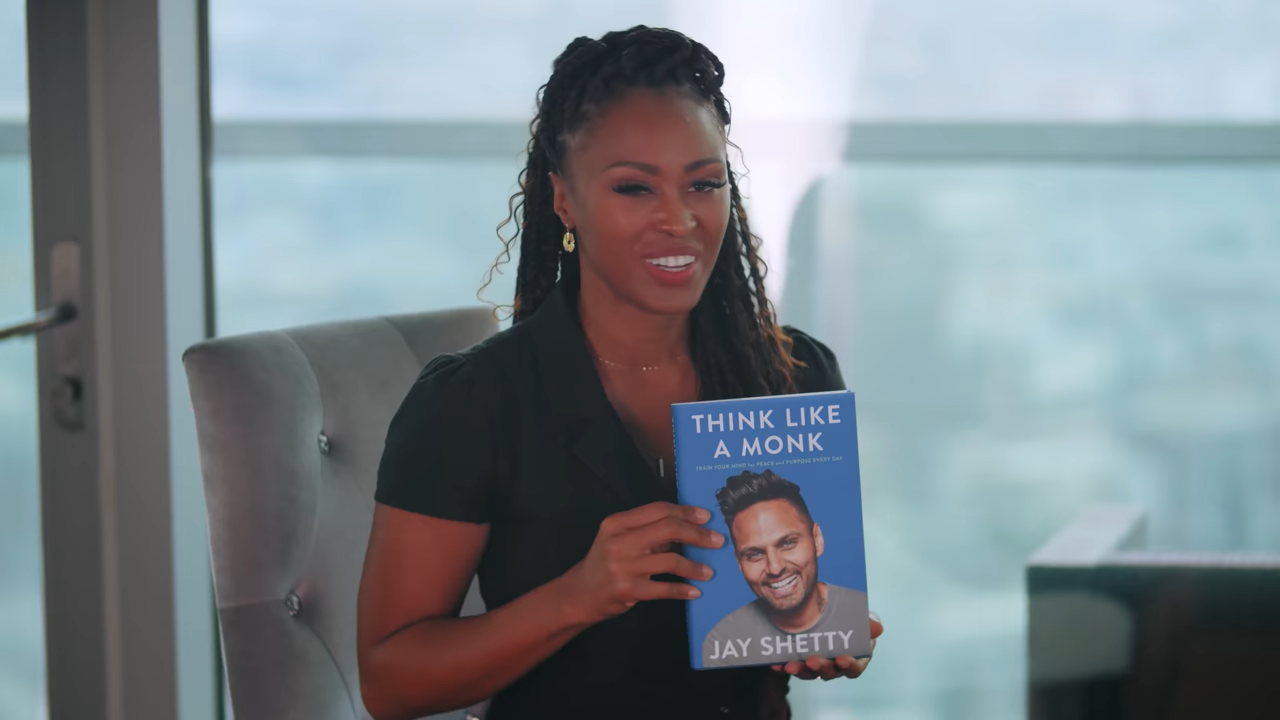 THINK LIKE
A MONK
TRAIN YOUR MIND for PEACE and PURPOSE EVERY DAY
JAY SHETTY